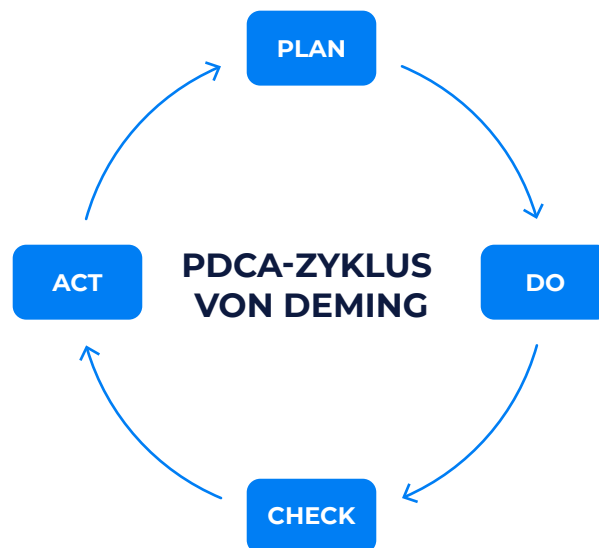 PLAN
ACT
PDCA-ZYKLUS
VON DEMING
DO
CHECK